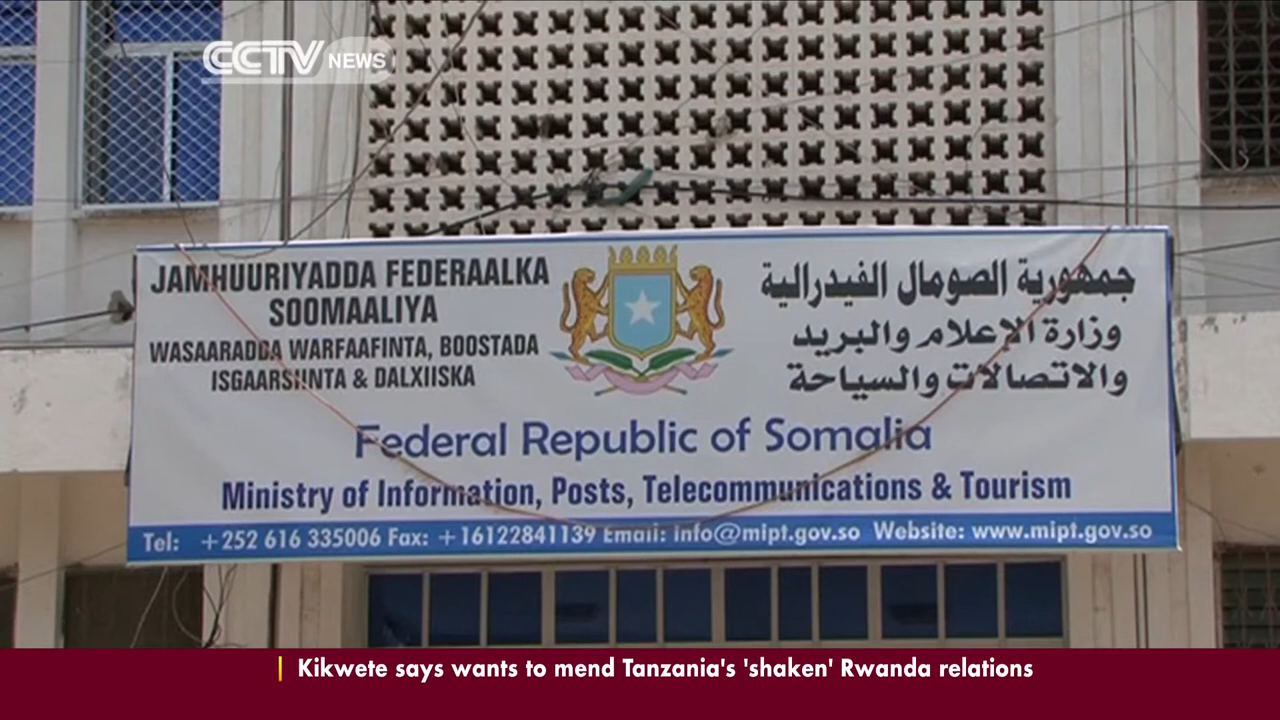 CCTV NEWS
JAMHUURIYADDA FEDERAALKA
SOOMAALIYA
WASAARADDA WARFAAFINTA, BOOSTADA
ISGAARSIINTA & DALXIISKA
جمهورية الصومال الفيدرالية
وزارة الإعلام والبريد
والاتصالات والسياحة
Federal Republic of Somalia
Ministry of Information, Posts, Telecommunications & Tourism
Tel: +252 616 335006 Fax: +16122841139 Email: info@mipt.gov.so Website: www.mipt.gov.so
Kikwete says wants to mend Tanzania's 'shaken' Rwanda relations